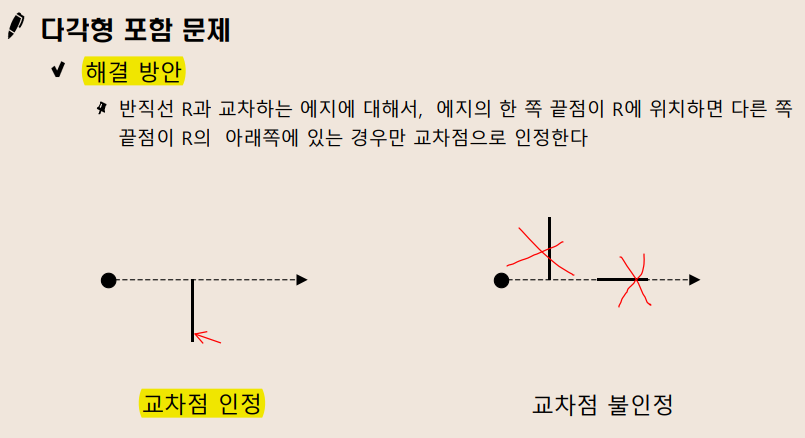 다각형 포함 문제
해결 방안
반직선 R과 교차하는 에지에 대해서, 에지의 한 쪽 끝점이 R에 위치하면 다른 쪽
끝점이 R의 아래쪽에 있는 경우만 교차점으로 인정한다
교차점 인정
교차점 불인정